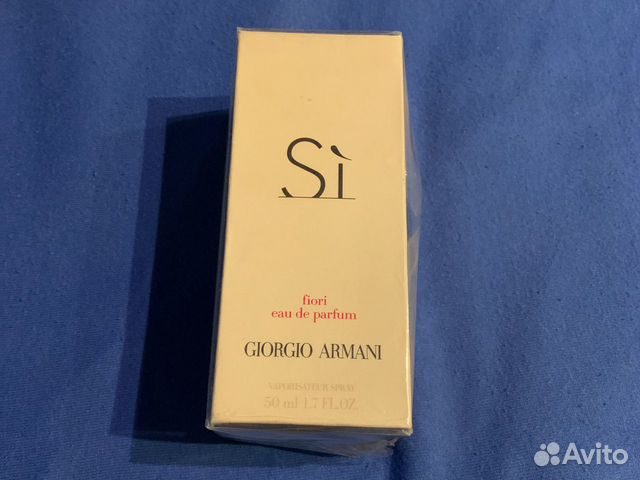 Sì
fiori
eau de parfum
GIORGIO ARMANI
VAPORISATEUR SPRAY
50 ml 1.7 FL.OZ.
Avito